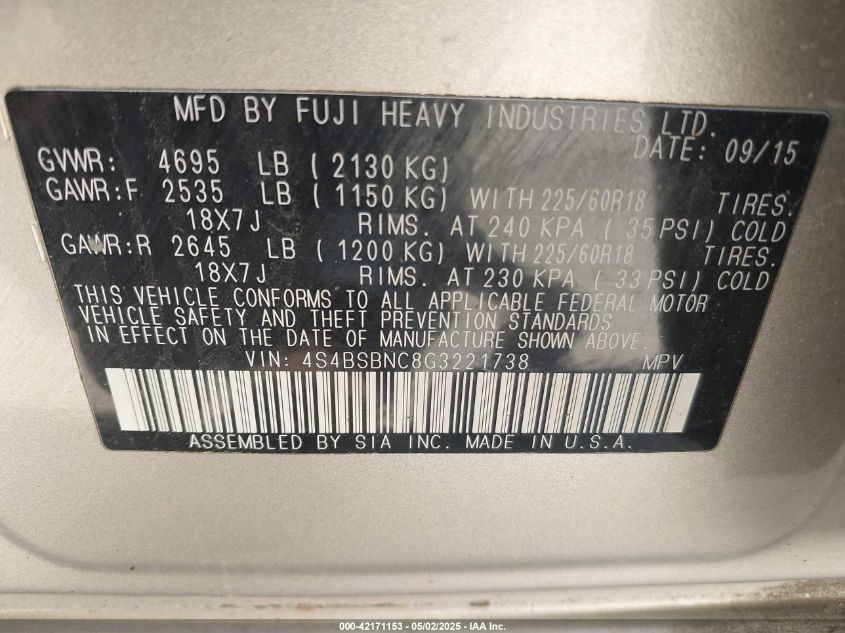 MFD BY FUJI HEAVY INDUSTRIES LTD.
DATE: 09/15
GVWR: 4695 LB ( 2130 KG)
GAWR:F 2535 LB ( 1150 KG) WITH 225/60R18 TIRES.
18X7J RIMS. AT 240 KPA ( 35 PSI) COLD
GAWR:R 2645 LB ( 1200 KG) WITH 225/60R18 TIRES.
18X7J RIMS. AT 230 KPA ( 33 PSI) COLD
THIS VEHICLE CONFORMS TO ALL APPLICABLE FEDERAL MOTOR
VEHICLE SAFETY AND THEFT PREVENTION STANDARDS
IN EFFECT ON THE DATE OF MANUFACTURE SHOWN ABOVE.
VIN: 4S4BSBNC8G3221738 MPV
ASSEMBLED BY SIA INC. MADE IN U.S.A.
000-42171153 - 05/02/2025 - IAA Inc.